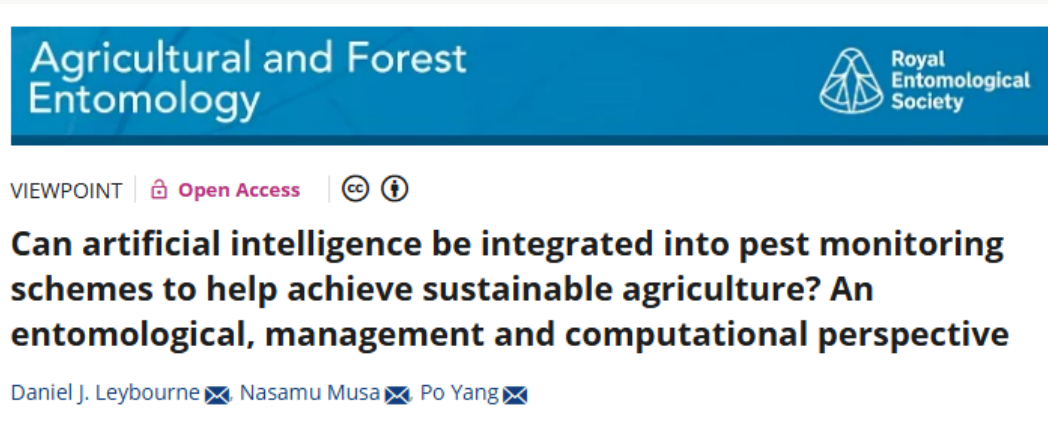 Agricultural and Forest
Entomology
Royal
Entomological
Society
VIEWPOINT
Open Access
cc
Can artificial intelligence be integrated into pest monitoring
schemes to help achieve sustainable agriculture? An
entomological, management and computational perspective
Daniel J. Leybourne, Nasamu Musa, Po Yang